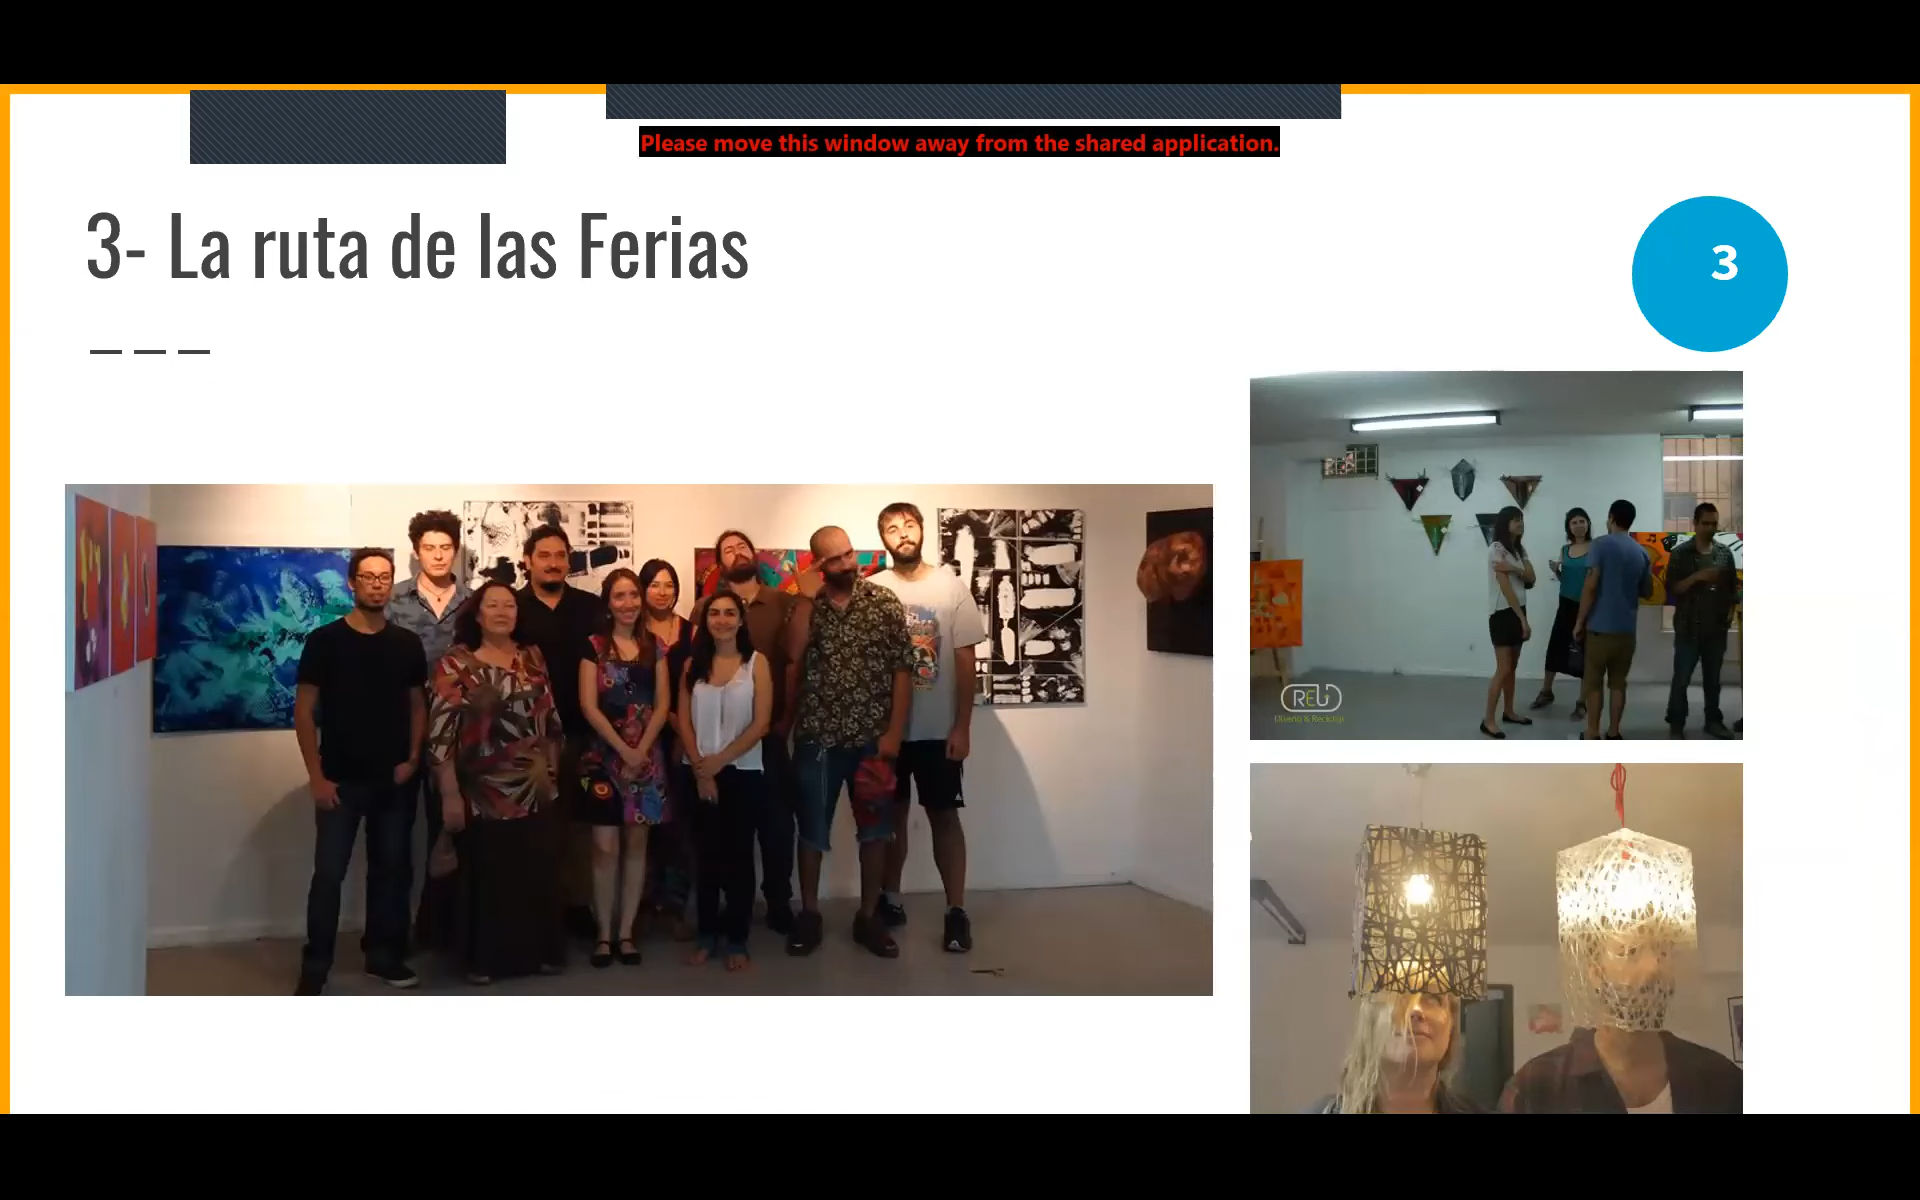 Please move this window away from the shared application.
3- La ruta de las Ferias
3
REU
Diseño & Reciclaje